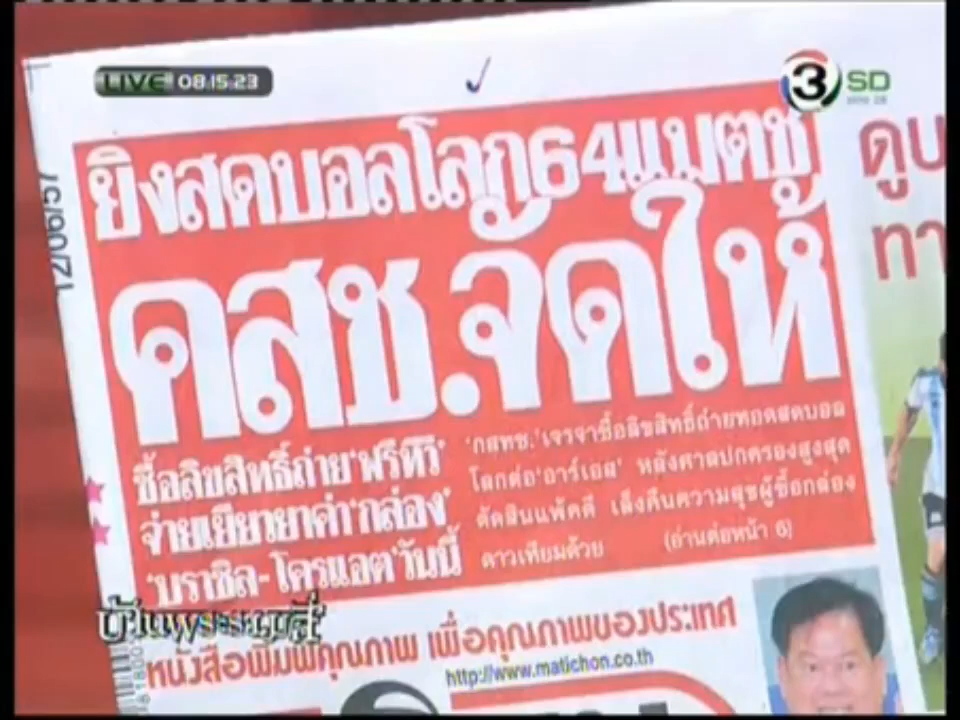 LIVE 08:15:23
3 SD
12/06/57
ยิงสดบอลโลก64แมตช์
คสช.จัดให้
ซื้อลิขสิทธิ์ถ่าย'ฟรีทีวี'
จ่ายเยียวยาค่า'กล่อง'
'บราซิล-โครแอต'วันนี้
'กสทช.'เจรจาซื้อลิขสิทธิ์ถ่ายทอดสดบอล
โลกต่อ'อาร์เอส' หลังศาลปกครองสูงสุด
ตัดสินแพ้คดี เล็งคืนความสุขผู้ซื้อกล่อง
ดาวเทียมด้วย (อ่านต่อหน้า 6)
ดูบ
ทา
หนังสือพิมพ์คุณภาพ เพื่อคุณภาพของประเทศ
http://www.matichon.co.th